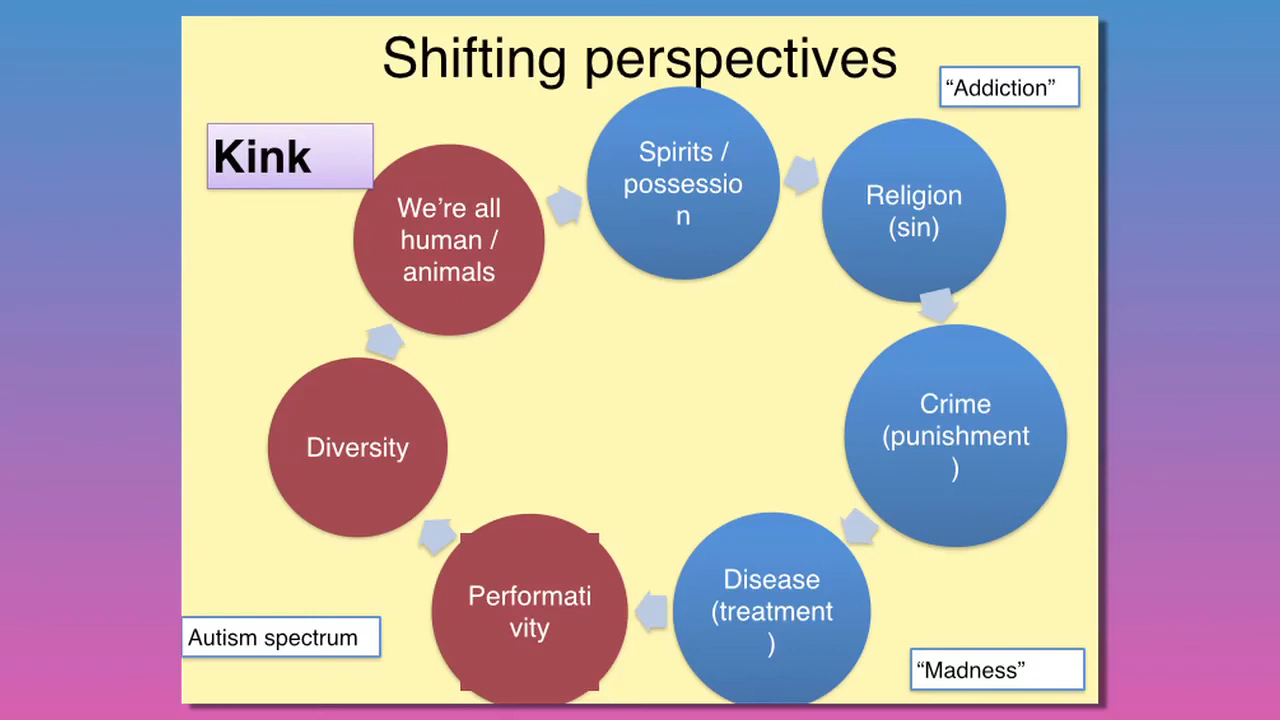 Shifting perspectives
“Addiction”
Kink
Spirits /
possessio
n
Religion
(sin)
We’re all
human /
animals
Crime
(punishment
)
Diversity
Disease
(treatment
)
Performati
vity
Autism spectrum
“Madness”